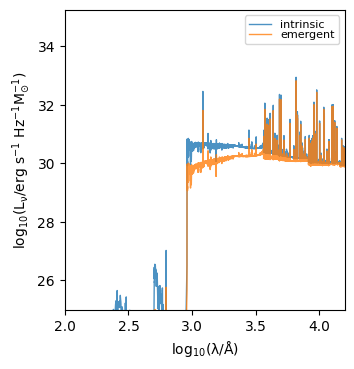 intrinsic
emergent
34
32
30
28
26
2.0 2.5 3.0 3.5 4.0
log₁₀(Lν/erg s⁻¹ Hz⁻¹M⊙⁻¹)
log₁₀(λ/Å)